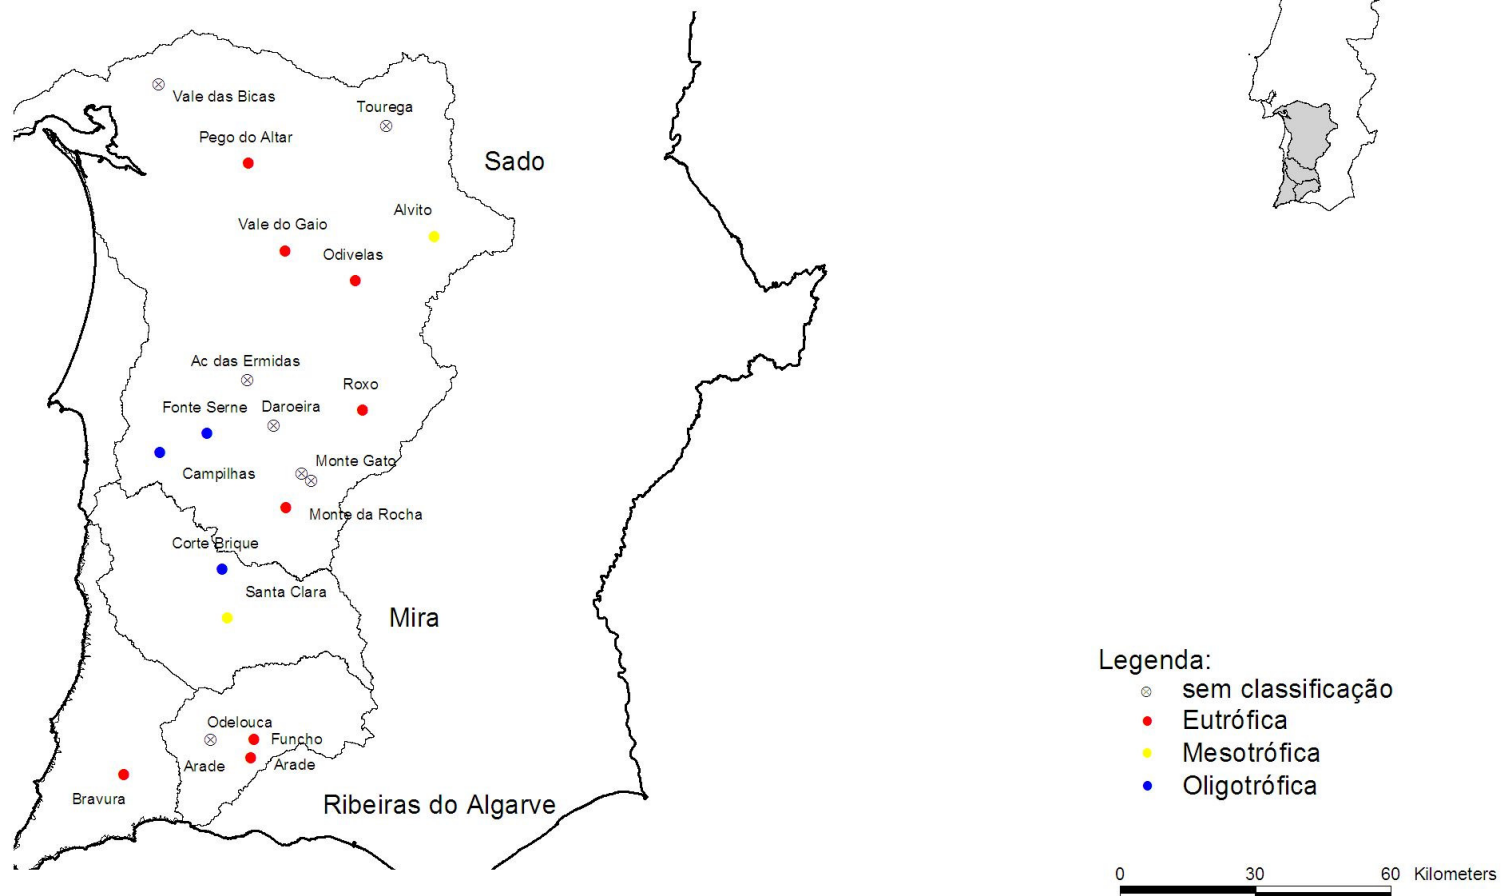 Vale das Bicas
Tourega
Pego do Altar
Sado
Alvito
Vale do Gaio
Odivelas
Ac das Ermidas
Roxo
Fonte Serne
Daroeira
Monte Gato
Campilhas
Monte da Rocha
Corte Brique
Santa Clara
Mira
Legenda:
sem classificação
Eutrófica
Mesotrófica
Oligotrófica
Odelouca
Funcho
Arade
Arade
Bravura
Ribeiras do Algarve
0 30 60 Kilometers